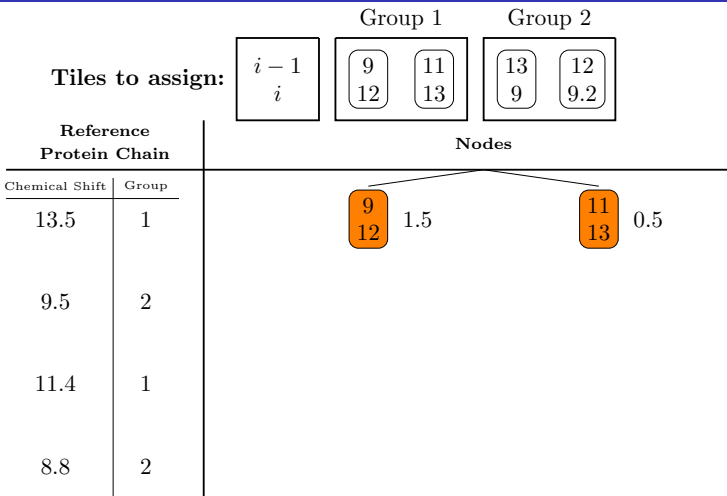 Group 1 Group 2
Tiles to assign: i − 1 9 11 13 12
i 12 13 9 9.2
Reference
Protein Chain
Nodes
Chemical Shift Group
13.5 1
9
12
1.5
11
13
0.5
9.5 2
11.4 1
8.8 2